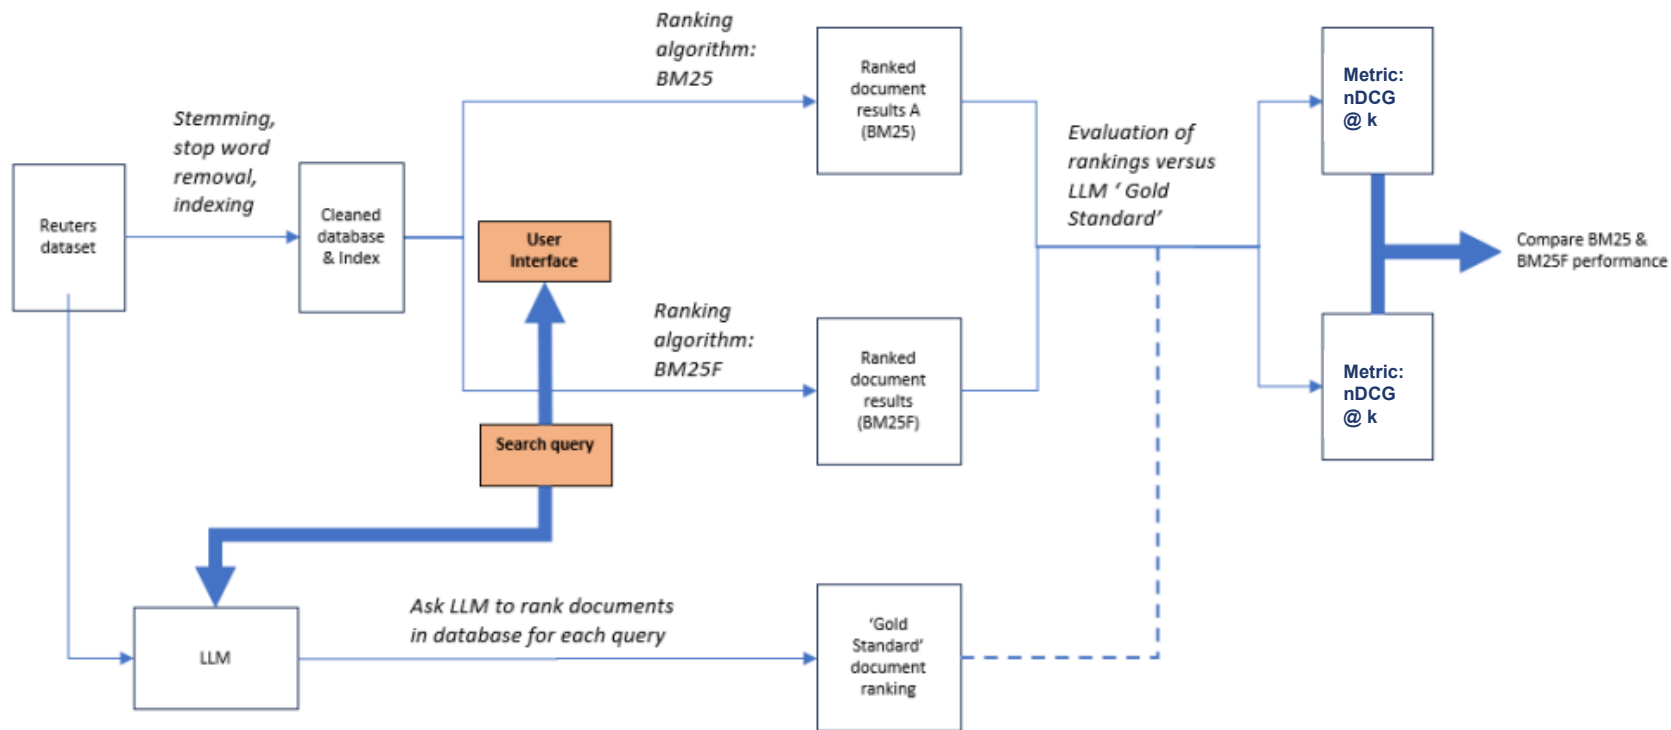 Reuters
dataset
Stemming,
stop word
removal,
indexing
Cleaned
database
& Index
User
Interface
Search query
Ranking
algorithm:
BM25
Ranking
algorithm:
BM25F
Ranked
document
results A
(BM25)
Ranked
document
results
(BM25F)
Evaluation of
rankings versus
LLM ‘ Gold
Standard’
Metric:
nDCG
@ k
Metric:
nDCG
@ k
Compare BM25 &
BM25F performance
LLM
Ask LLM to rank documents
in database for each query
‘Gold
Standard’
document
ranking